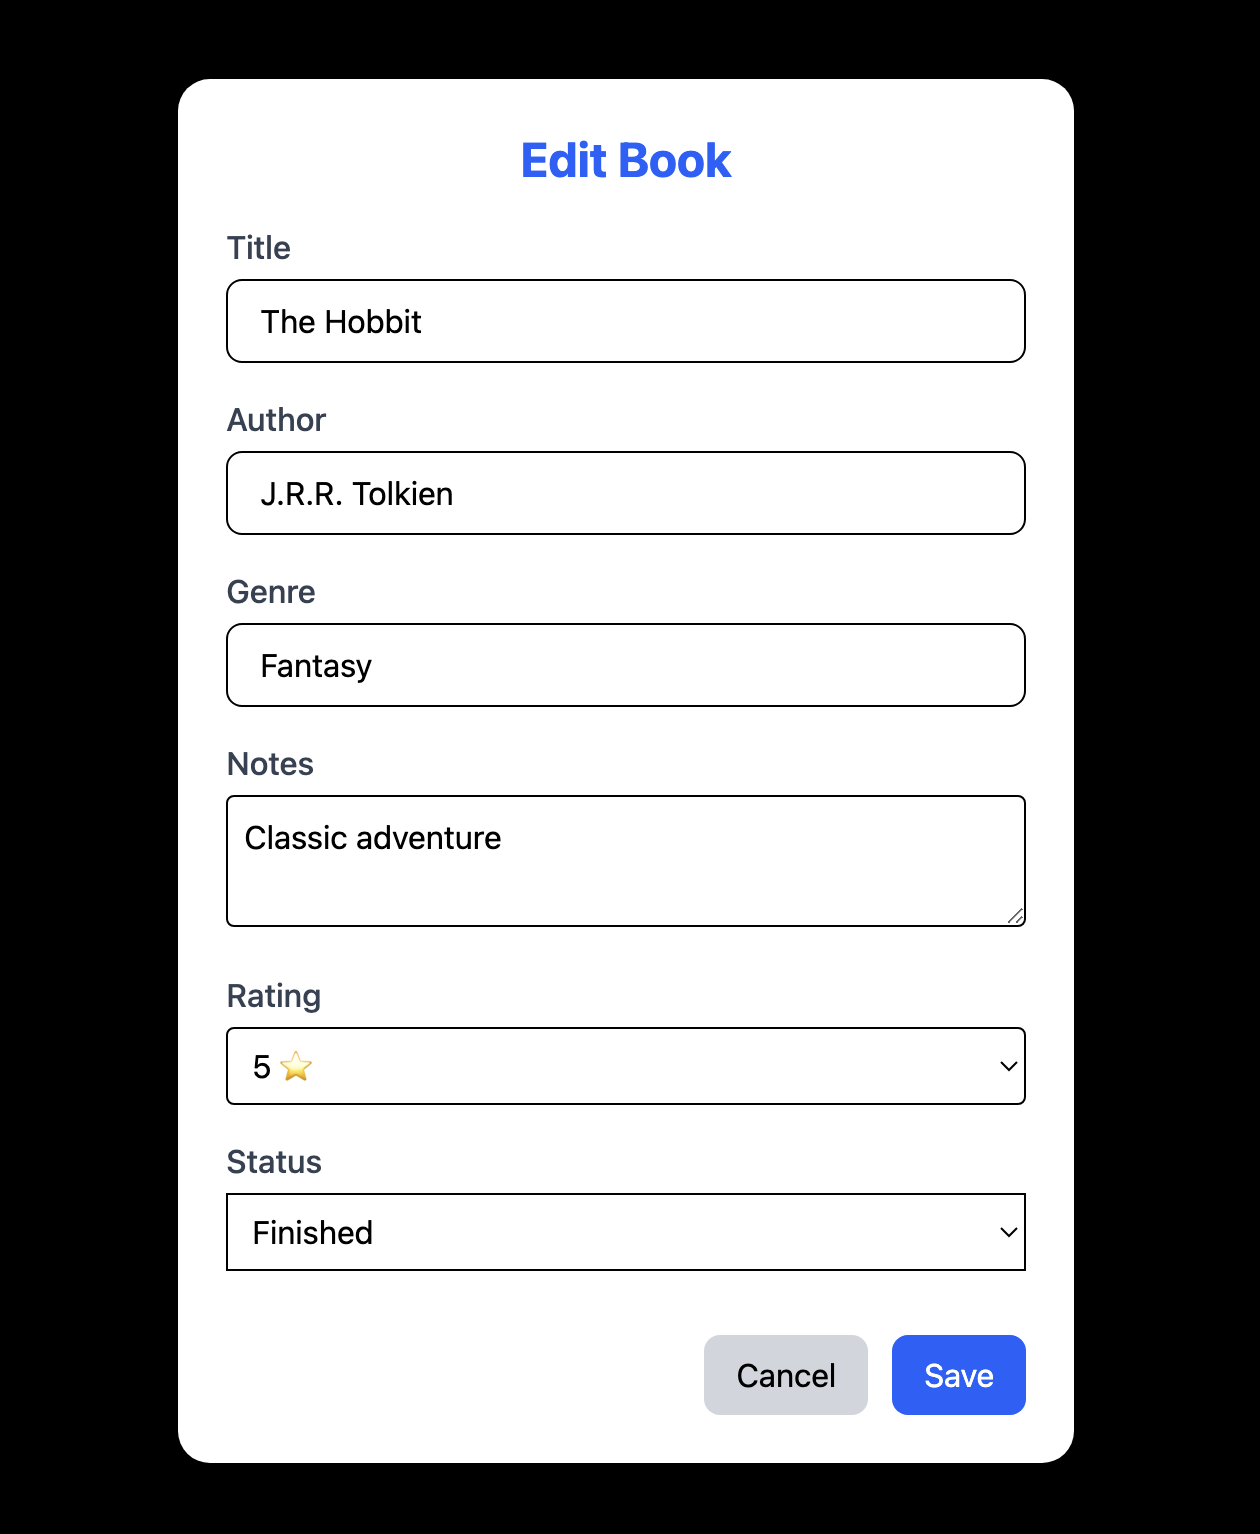 Edit Book
Title
The Hobbit
Author
J.R.R. Tolkien
Genre
Fantasy
Notes
Classic adventure
Rating
5 ⭐
Status
Finished
Cancel Save